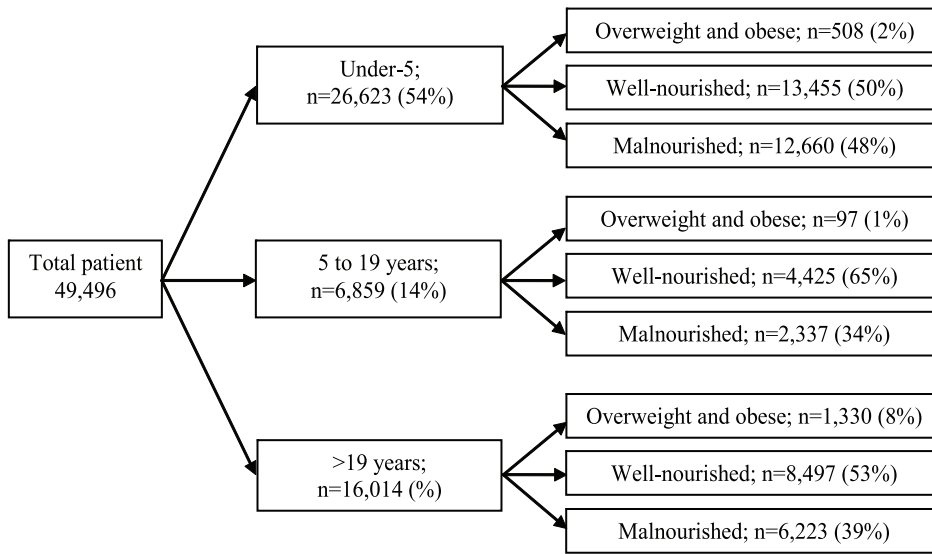 Total patient
49,496
Under-5;
n=26,623 (54%)
Overweight and obese; n=508 (2%)
Well-nourished; n=13,455 (50%)
Malnourished; n=12,660 (48%)
5 to 19 years;
n=6,859 (14%)
Overweight and obese; n=97 (1%)
Well-nourished; n=4,425 (65%)
Malnourished; n=2,337 (34%)
>19 years;
n=16,014 (%)
Overweight and obese; n=1,330 (8%)
Well-nourished; n=8,497 (53%)
Malnourished; n=6,223 (39%)